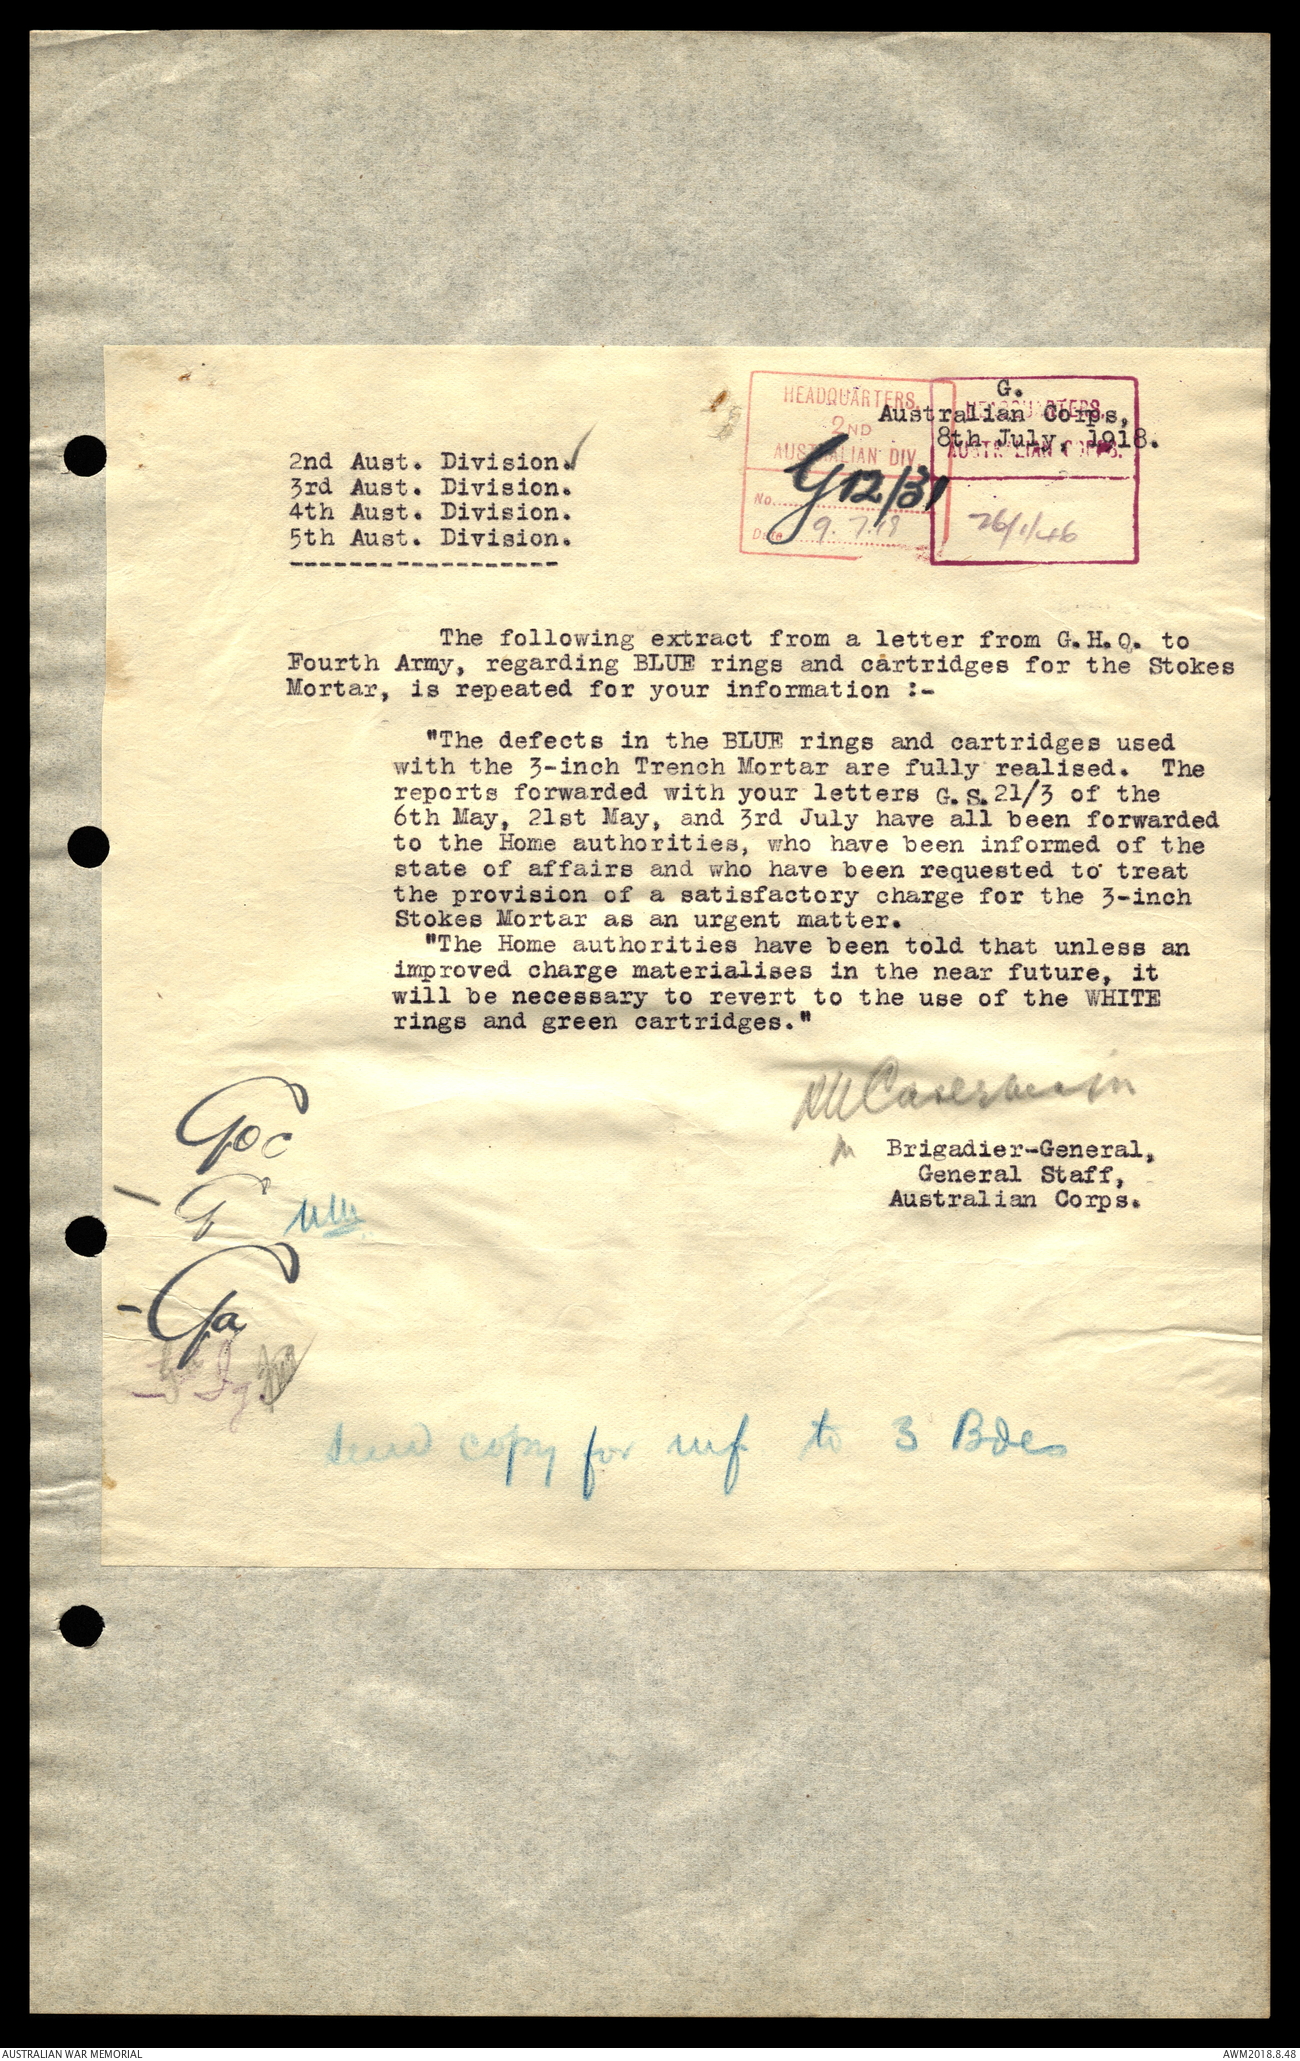 G.
Australian Corps,
8th July, 1918.
HEADQUARTERS,
2ND
AUSTRALIAN DIV
No. G12/31
Date 9.7.18
HEADQUARTERS,
AUSTRALIAN CORPS.
26/1/46
2nd Aust. Division.
3rd Aust. Division.
4th Aust. Division.
5th Aust. Division.
------------------
The following extract from a letter from G.H.Q. to
Fourth Army, regarding BLUE rings and cartridges for the Stokes
Mortar, is repeated for your information :-
"The defects in the BLUE rings and cartridges used
with the 3-inch Trench Mortar are fully realised. The
reports forwarded with your letters G.S.21/3 of the
6th May, 21st May, and 3rd July have all been forwarded
to the Home authorities, who have been informed of the
state of affairs and who have been requested to treat
the provision of a satisfactory charge for the 3-inch
Stokes Mortar as an urgent matter.
"The Home authorities have been told that unless an
improved charge materialises in the near future, it
will be necessary to revert to the use of the WHITE
rings and green cartridges."
Brigadier-General,
General Staff,
Australian Corps.
Goc
G
Ga
Send copy for inf to 3 Bdes
AUSTRALIAN WAR MEMORIAL
AWM2018.8.48